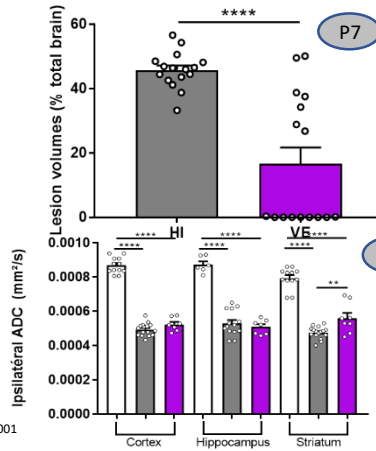 ****
P7
Lesion volumes (% total brain)
60
40
20
0
HI
VE
****
****
****
****
****
****
**
Ipsilatéral ADC (mm²/s)
0.0010
0.0008
0.0006
0.0004
0.0002
0.0000
001
Cortex
Hippocampus
Striatum